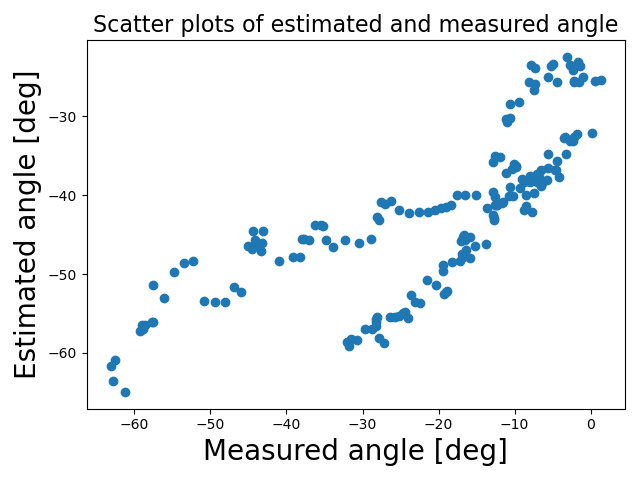 Scatter plots of estimated and measured angle
Estimated angle [deg]
−30
−40
−50
−60
−60 −50 −40 −30 −20 −10 0
Measured angle [deg]